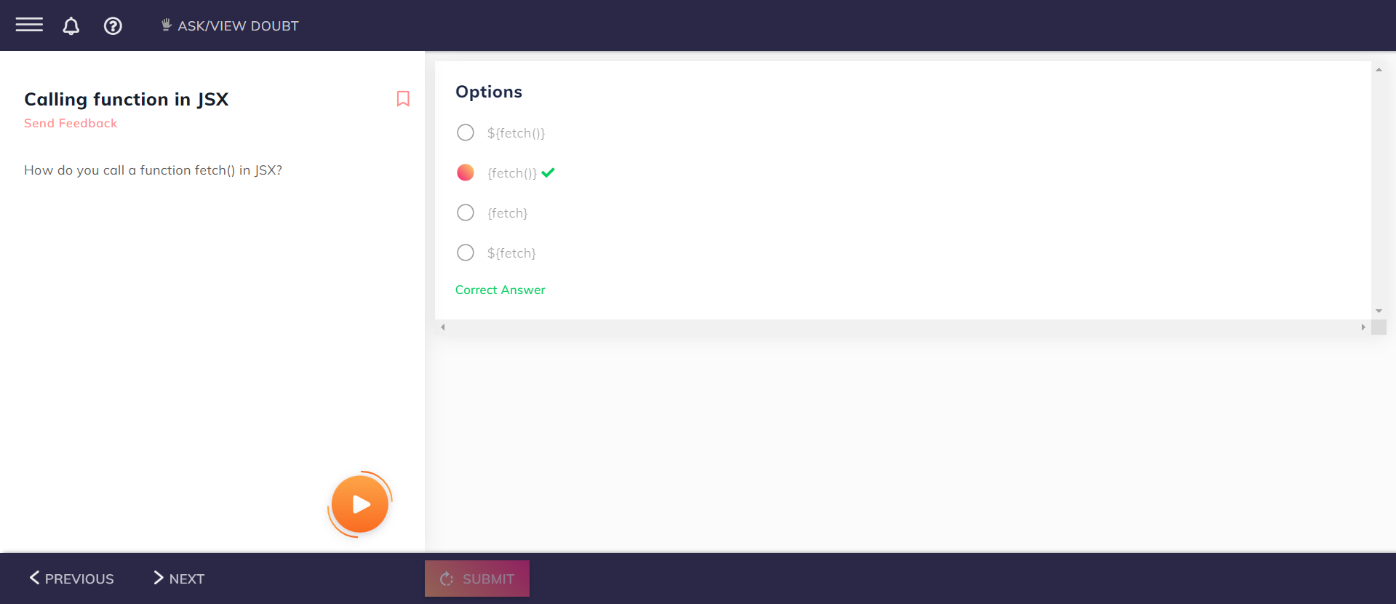 ASK/VIEW DOUBT
Calling function in JSX
Send Feedback
How do you call a function fetch() in JSX?
Options
${fetch()}
{fetch()}
{fetch}
${fetch}
Correct Answer
PREVIOUS
NEXT
SUBMIT